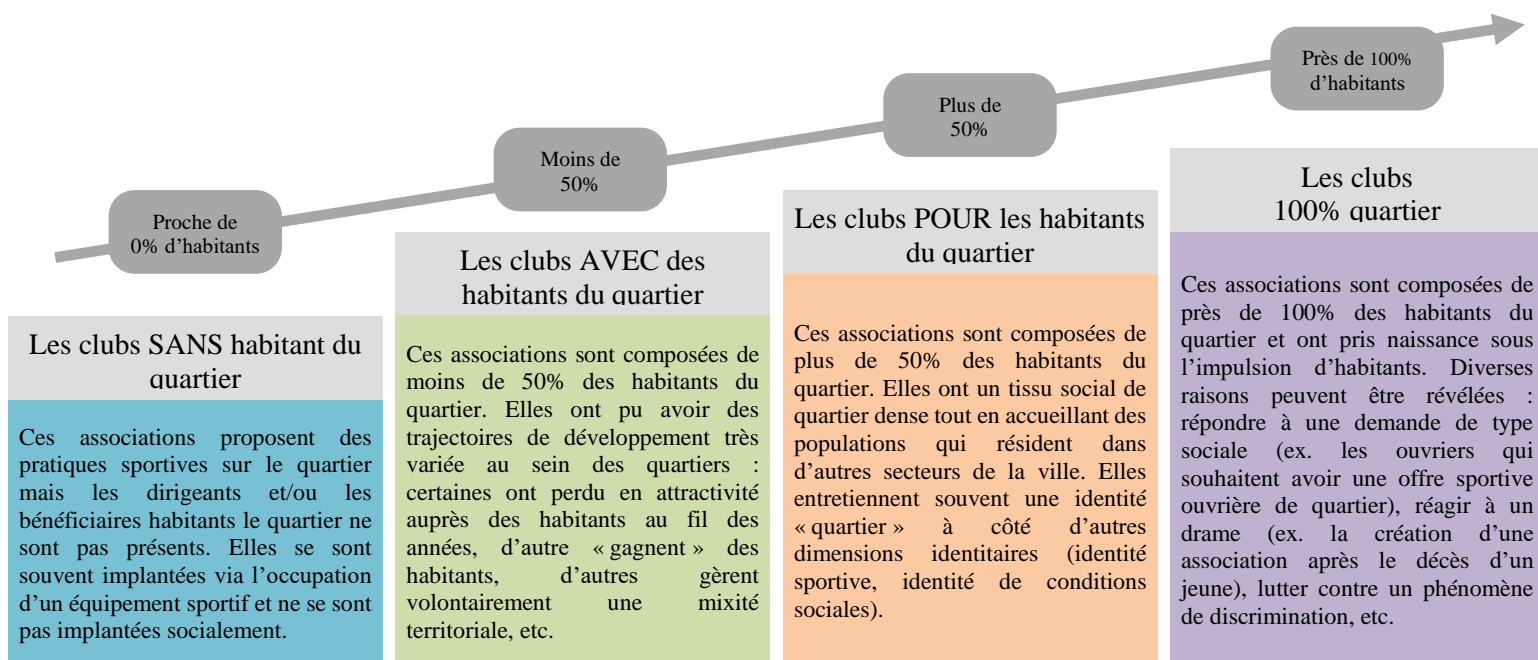 Près de 100%
d'habitants
Plus de
50%
Moins de
50%
Proche de
0% d'habitants
Les clubs SANS habitant du
quartier
Ces associations proposent des
pratiques sportives sur le quartier
mais les dirigeants et/ou les
bénéficiaires habitants le quartier ne
sont pas présents. Elles se sont
souvent implantées via l'occupation
d'un équipement sportif et ne se sont
pas implantées socialement.
Les clubs AVEC des
habitants du quartier
Ces associations sont composées de
moins de 50% des habitants du
quartier. Elles ont pu avoir des
trajectoires de développement très
variée au sein des quartiers :
certaines ont perdu en attractivité
auprès des habitants au fil des
années, d'autre « gagnent » des
habitants, d'autres gèrent
volontairement une mixité
territoriale, etc.
Les clubs POUR les habitants
du quartier
Ces associations sont composées de
plus de 50% des habitants du
quartier. Elles ont un tissu social de
quartier dense tout en accueillant des
populations qui résident dans
d'autres secteurs de la ville. Elles
entretiennent souvent une identité
« quartier » à côté d'autres
dimensions identitaires (identité
sportive, identité de conditions
sociales).
Les clubs
100% quartier
Ces associations sont composées de
près de 100% des habitants du
quartier et ont pris naissance sous
l'impulsion d'habitants. Diverses
raisons peuvent être révélées :
répondre à une demande de type
sociale (ex. les ouvriers qui
souhaitent avoir une offre sportive
ouvrière de quartier), réagir à un
drame (ex. la création d'une
association après le décès d'un
jeune), lutter contre un phénomène
de discrimination, etc.